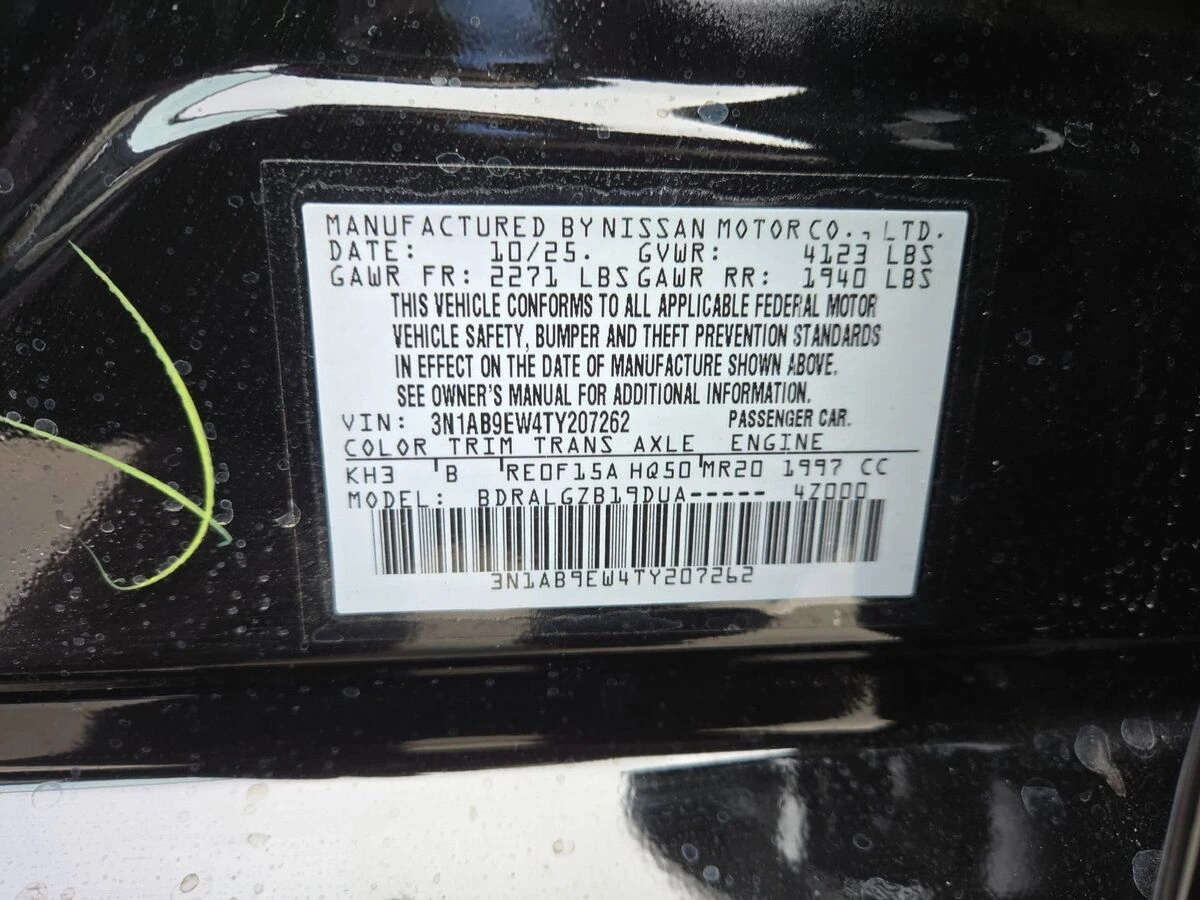 MANUFACTURED BY NISSAN MOTOR CO., LTD.
DATE: 10/25. GVWR: 4123 LBS
GAWR FR: 2271 LBS GAWR RR: 1940 LBS
THIS VEHICLE CONFORMS TO ALL APPLICABLE FEDERAL MOTOR
VEHICLE SAFETY, BUMPER AND THEFT PREVENTION STANDARDS
IN EFFECT ON THE DATE OF MANUFACTURE SHOWN ABOVE.
SEE OWNER'S MANUAL FOR ADDITIONAL INFORMATION.
VIN: 3N1AB9EW4TY207262 PASSENGER CAR.
COLOR TRIM TRANS AXLE ENGINE
KH3 B RE0F15A HQ50 MR20 1997 CC
MODEL: BDRALGZB19DUA----- 4Z000
3N1AB9EW4TY207262